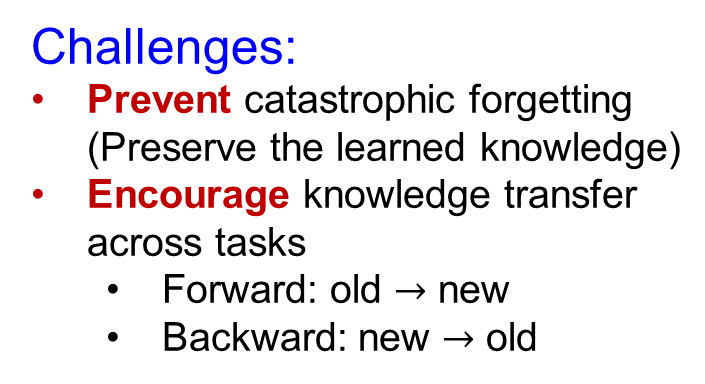 Challenges:
• Prevent catastrophic forgetting
(Preserve the learned knowledge)
• Encourage knowledge transfer
across tasks
• Forward: old → new
• Backward: new → old